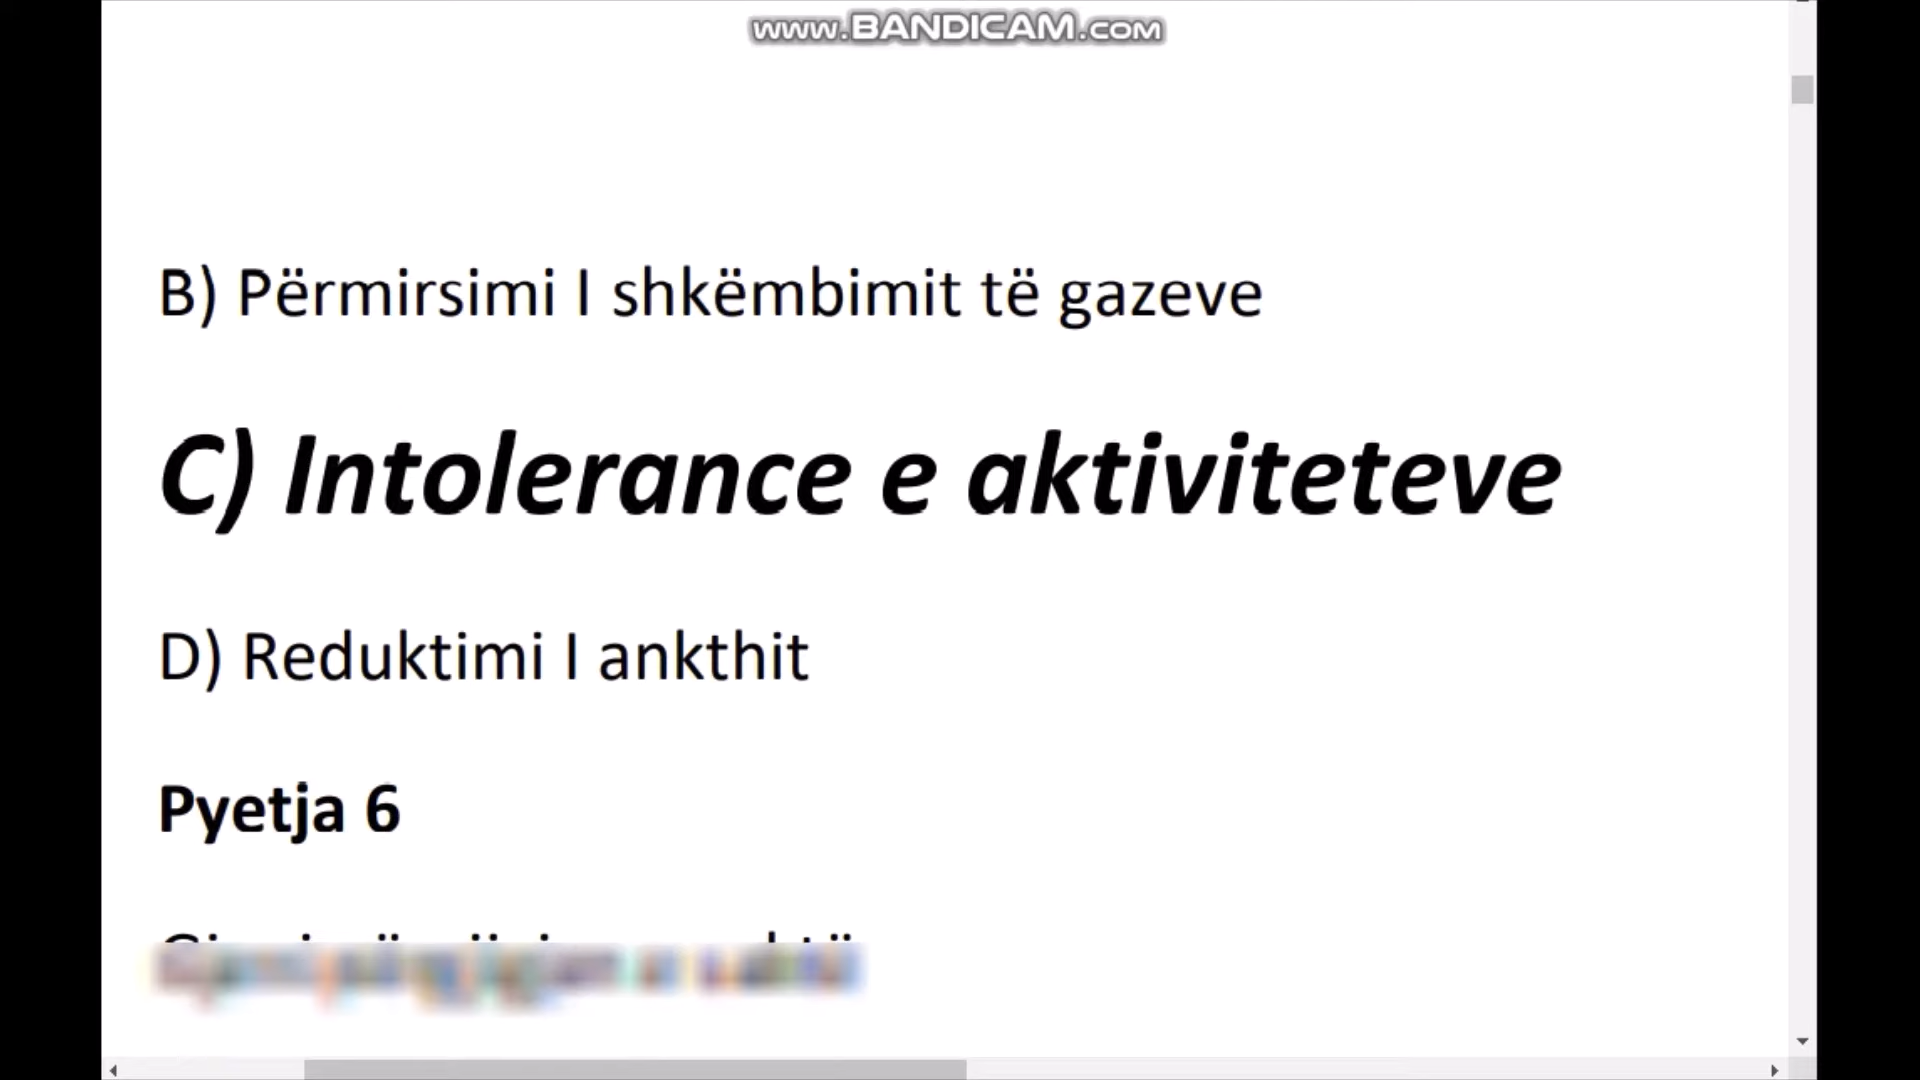 www.BANDICAM.com
B) Përmirsimi I shkëmbimit të gazeve
C) Intolerance e aktiviteteve
D) Reduktimi I ankthit
Pyetja 6